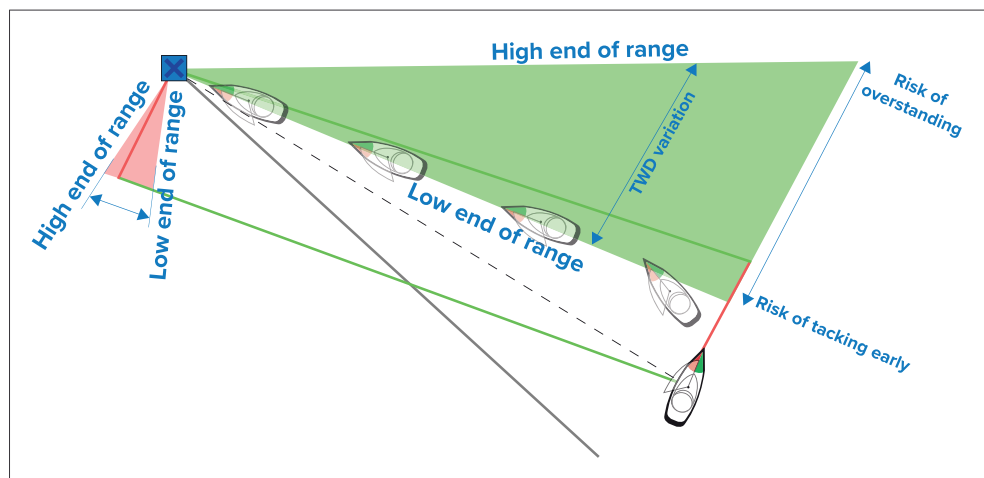 High end of range
Risk of
overstanding
TWD variation
High end of range
Low end of range
Low end of range
Risk of tacking early